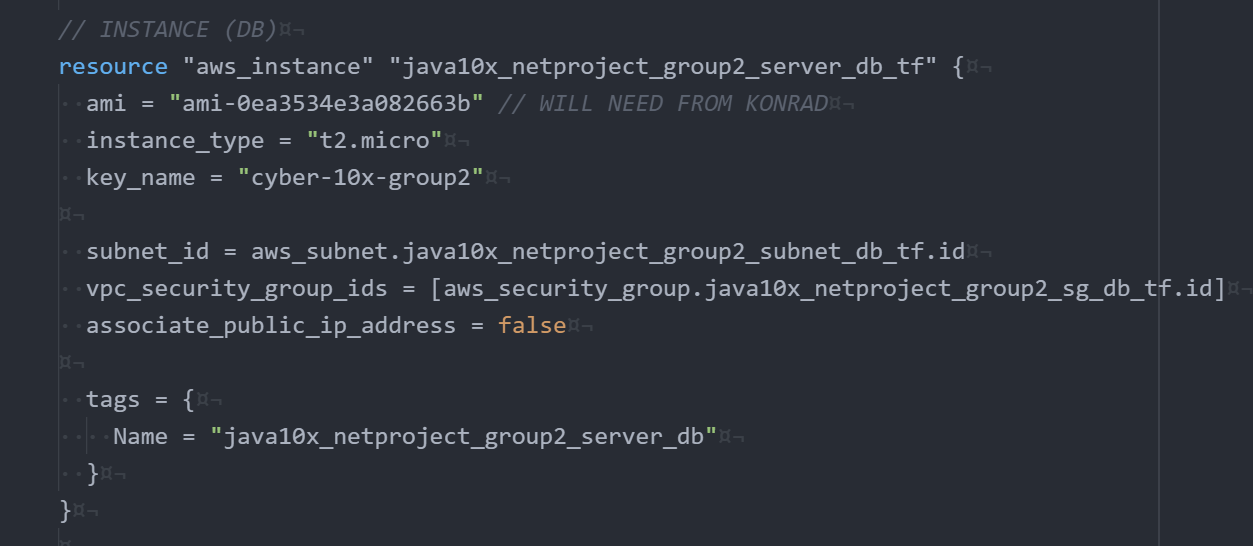 // INSTANCE (DB)
resource "aws_instance" "java10x_netproject_group2_server_db_tf" {
  ami = "ami-0ea3534e3a082663b" // WILL NEED FROM KONRAD
  instance_type = "t2.micro"
  key_name = "cyber-10x-group2"

  subnet_id = aws_subnet.java10x_netproject_group2_subnet_db_tf.id
  vpc_security_group_ids = [aws_security_group.java10x_netproject_group2_sg_db_tf.id]
  associate_public_ip_address = false

  tags = {
    Name = "java10x_netproject_group2_server_db"
  }
}